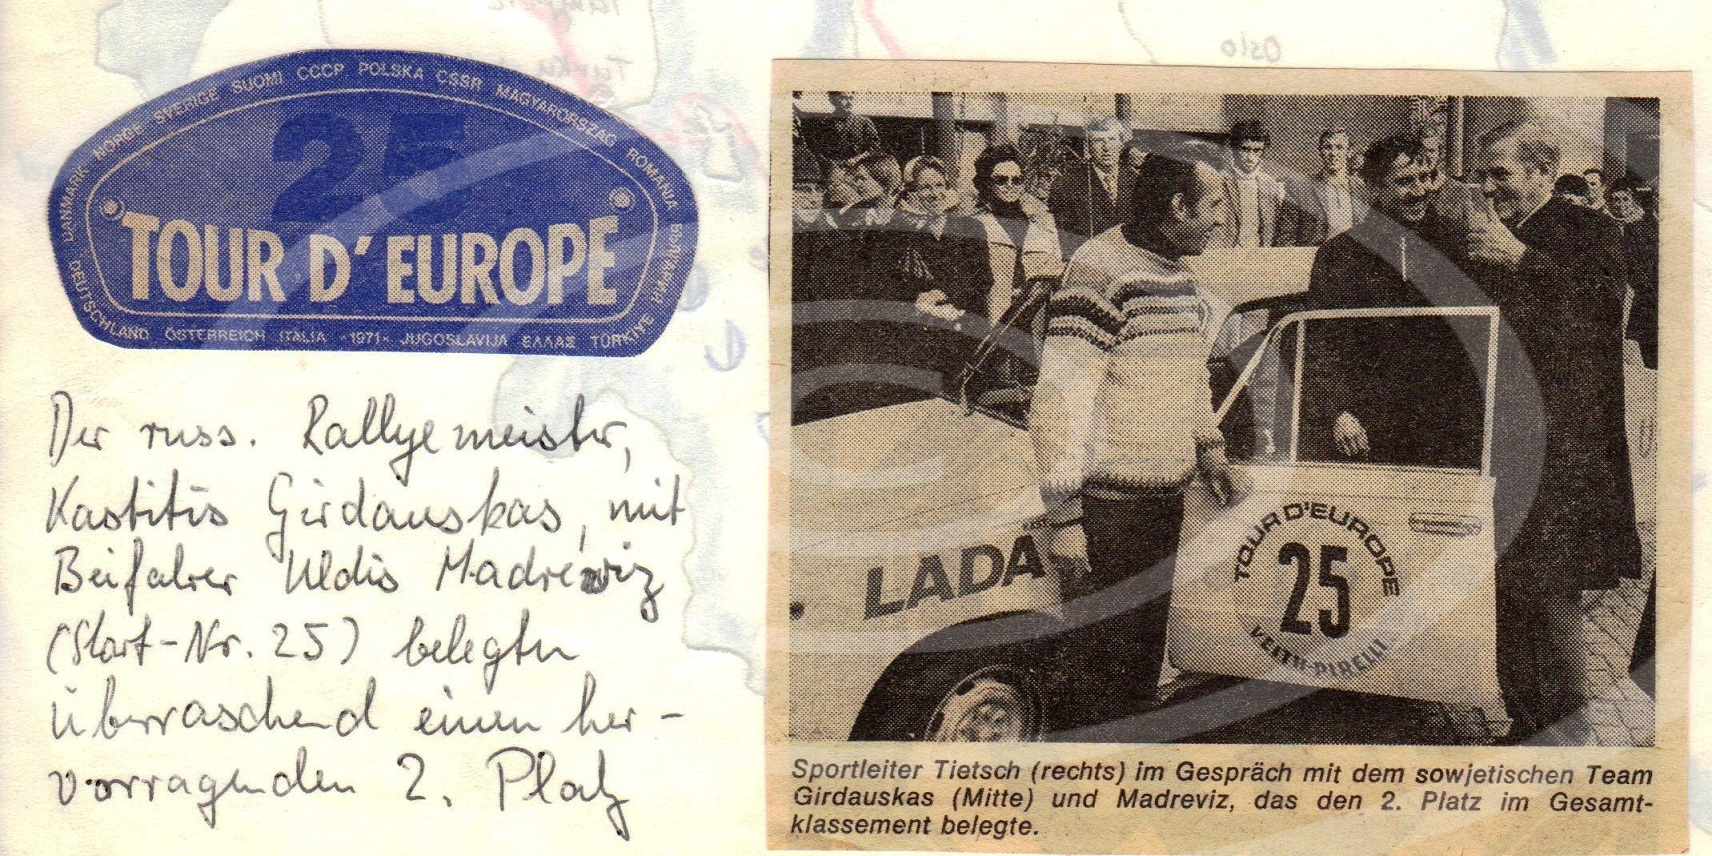 DEUTSCHLAND DANMARK NORGE SVERIGE SUOMI CCCP POLSKA ČSSR MAGYARORSZAG ROMANIA
TÜRKIYE
25
TOUR D'EUROPE
ÖSTERREICH ITALIA -1971- JUGOSLAVIJA ΕΛΛΑΣ
Der russ. Rallyemeister,
Kastitis Girdauskas, mit
Beifahrer Uldis Madreviz
(Start-Nr. 25) belegten
überraschend einen her-
vorragenden 2. Platz
Oslo
Turku
LADA
TOUR D'EUROPE
25
VEITH-PIRELLI
Sportleiter Tietsch (rechts) im Gespräch mit dem sowjetischen Team
Girdauskas (Mitte) und Madreviz, das den 2. Platz im Gesamt-
klassement belegte.